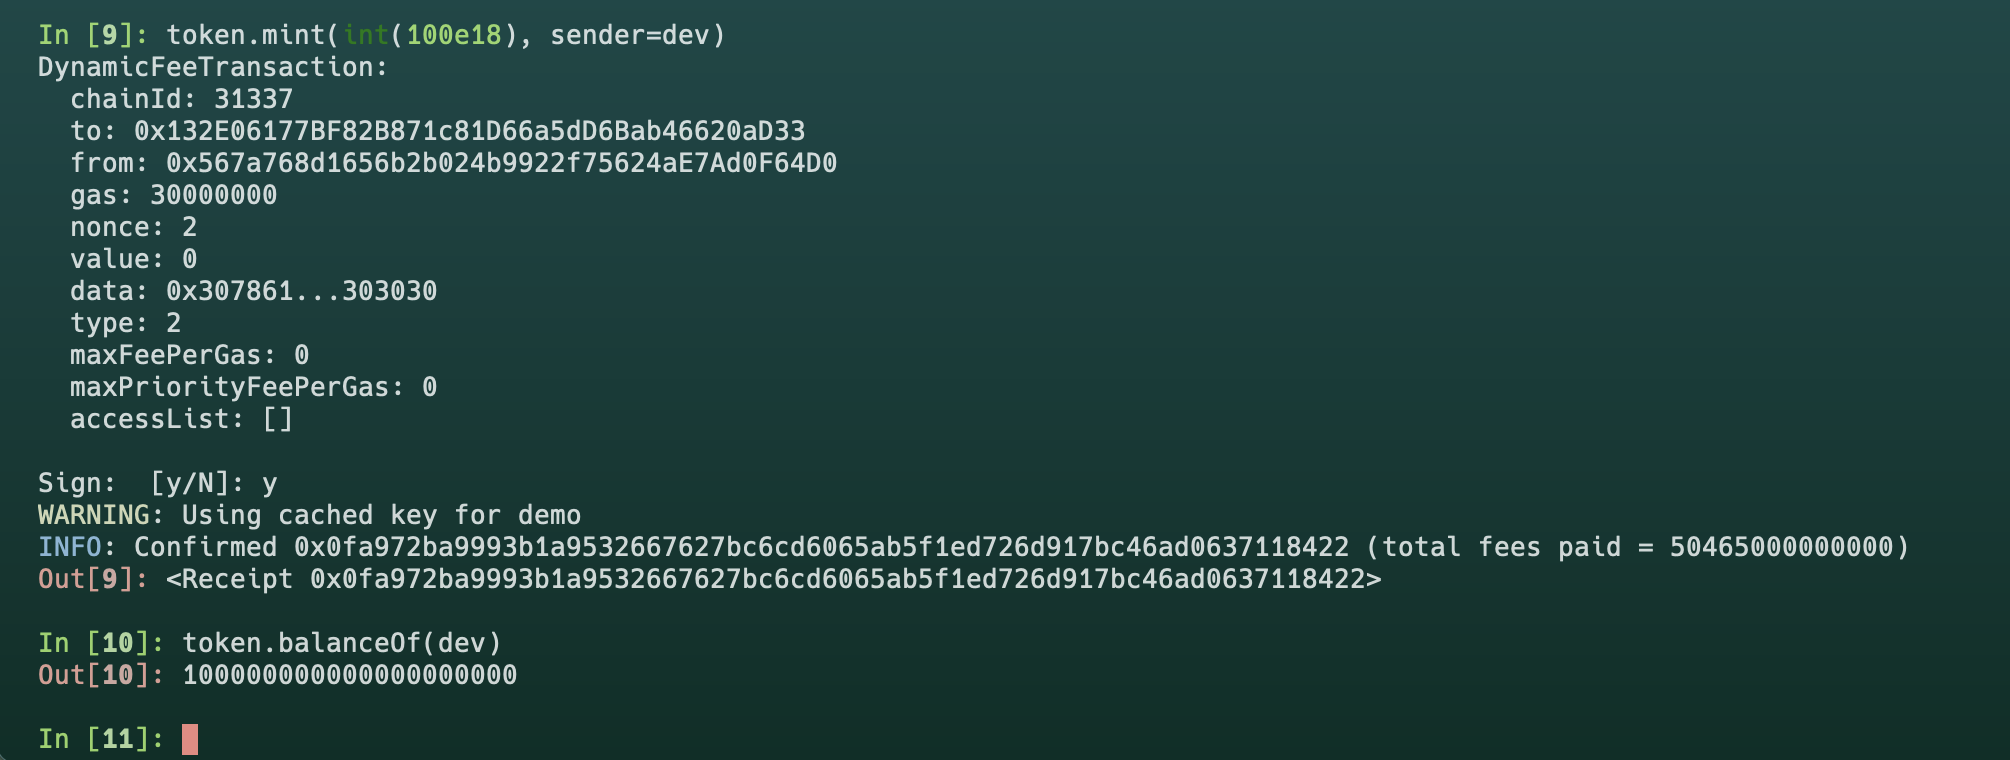 In [9]: token.mint(int(100e18), sender=dev)
DynamicFeeTransaction:
  chainId: 31337
  to: 0x132E06177BF82B871c81D66a5dD6Bab46620aD33
  from: 0x567a768d1656b2b024b9922f75624aE7Ad0F64D0
  gas: 30000000
  nonce: 2
  value: 0
  data: 0x307861...303030
  type: 2
  maxFeePerGas: 0
  maxPriorityFeePerGas: 0
  accessList: []
Sign:  [y/N]: y
WARNING: Using cached key for demo
INFO: Confirmed 0x0fa972ba9993b1a9532667627bc6cd6065ab5f1ed726d917bc46ad0637118422 (total fees paid = 50465000000000)
Out[9]: <Receipt 0x0fa972ba9993b1a9532667627bc6cd6065ab5f1ed726d917bc46ad0637118422>
In [10]: token.balanceOf(dev)
Out[10]: 100000000000000000000
In [11]: